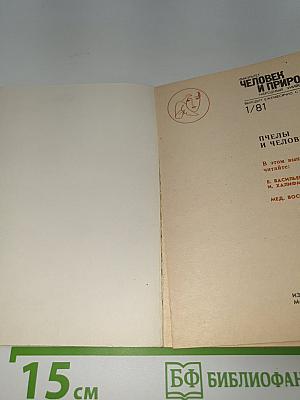 ЧЕЛОВЕК
И ПРИРО
1/81
ПЧЕЛЫ
И ЧЕЛОВ
В этом вып
читайте:
Е. ВАСИЛЬЕ
И. ХАЛИФМ
МЕД, ВОС
ИЗ
М
15 см
БФ БИБЛИОФАН